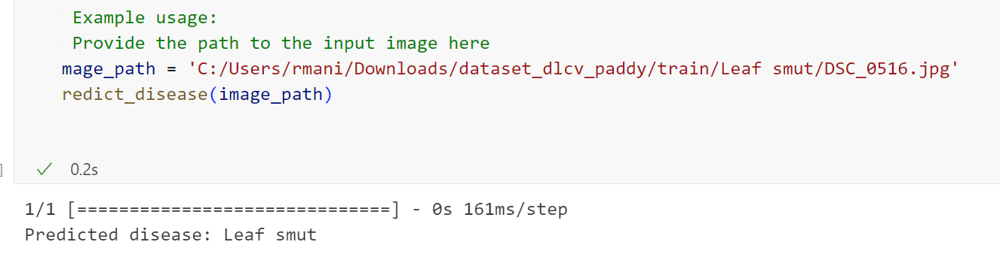 Example usage:
Provide the path to the input image here
mage_path = 'C:/Users/rmani/Downloads/dataset_dlcv_paddy/train/Leaf smut/DSC_0516.jpg'
redict_disease(image_path)
] ✓ 0.2s
1/1 [==============================] - 0s 161ms/step
Predicted disease: Leaf smut